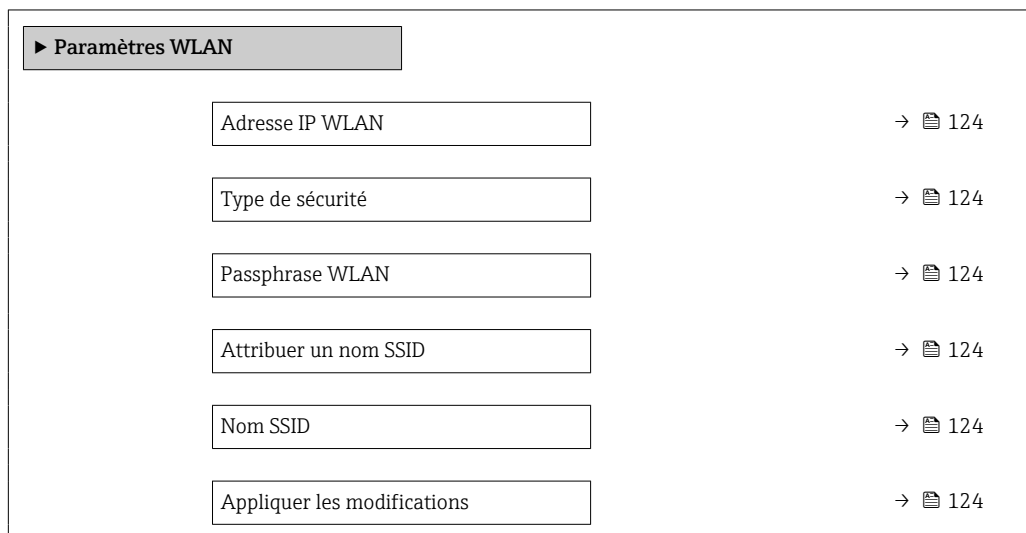 ▶ Paramètres WLAN
Adresse IP WLAN → 124
Type de sécurité → 124
Passphrase WLAN → 124
Attribuer un nom SSID → 124
Nom SSID → 124
Appliquer les modifications → 124